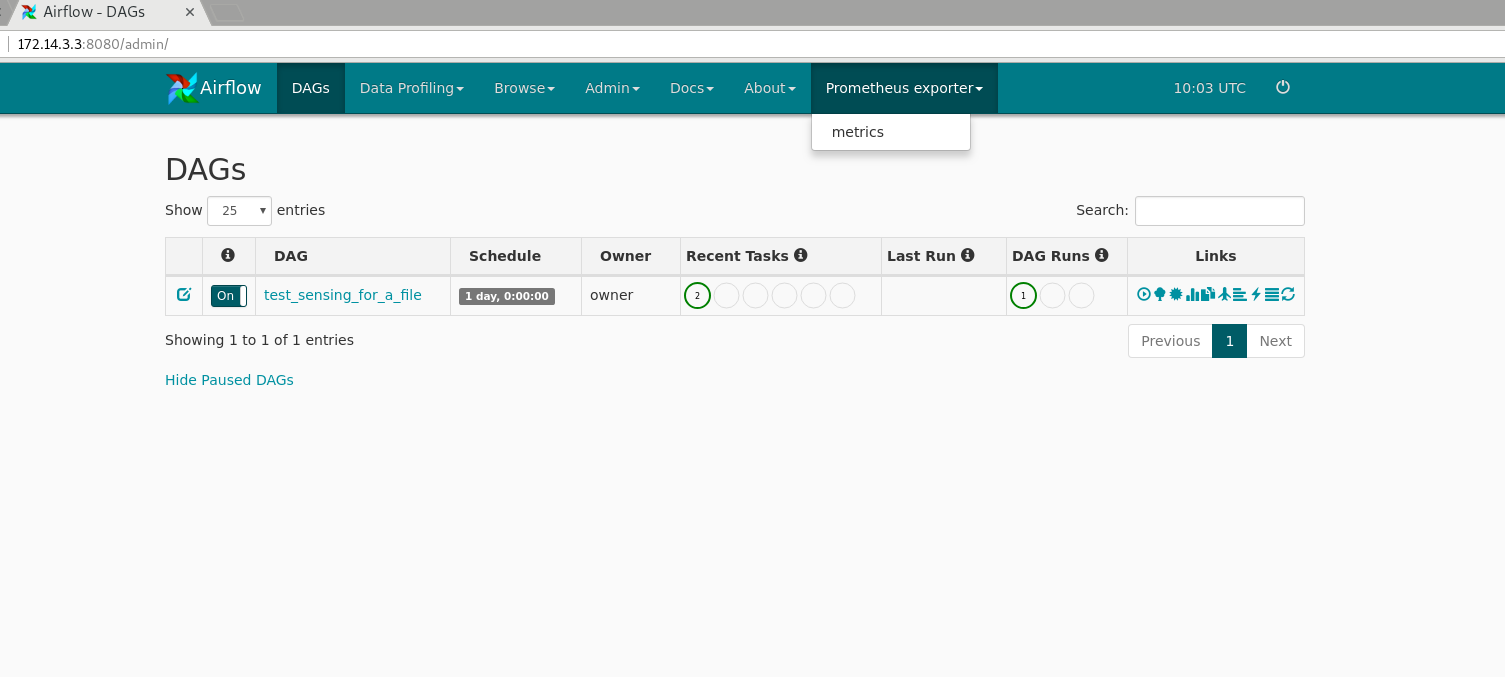 Airflow - DAGs ×
172.14.3.3:8080/admin/
Airflow DAGs Data Profiling Browse Admin Docs About Prometheus exporter 10:03 UTC
metrics
DAGs
Show 25 entries Search:
DAG Schedule Owner Recent Tasks Last Run DAG Runs Links
On test_sensing_for_a_file 1 day, 0:00:00 owner 2 1
Showing 1 to 1 of 1 entries Previous 1 Next
Hide Paused DAGs